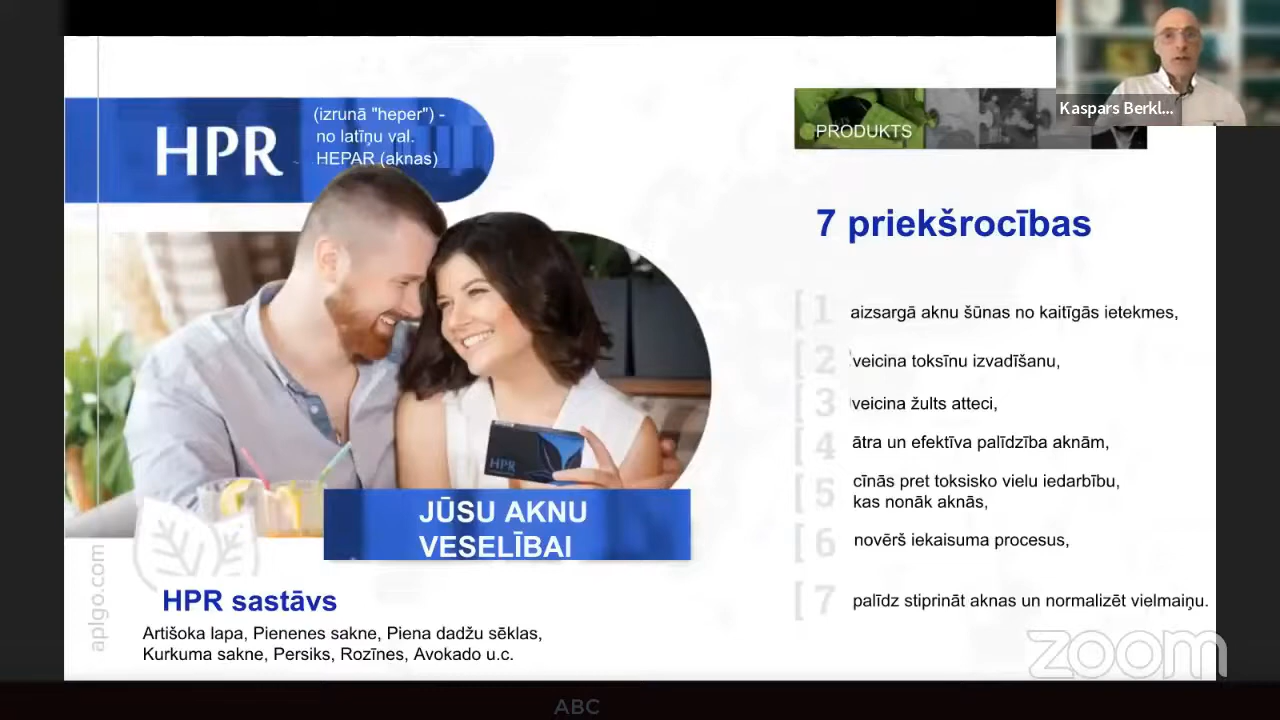 Kaspars Berkl...
HPR
(izrunā "heper") -
no latīņu val.
HEPAR (aknas)
PRODUKTS
7 priekšrocības
[1 aizsargā aknu šūnas no kaitīgās ietekmes,
[2 veicina toksīnu izvadīšanu,
[3 veicina žults atteci,
[4 ātra un efektīva palīdzība aknām,
[5 cīnās pret toksisko vielu iedarbību,
kas nonāk aknās,
[6 novērš iekaisuma procesus,
[7 palīdz stiprināt aknas un normalizēt vielmaiņu.
HPR
JŪSU AKNU
VESELĪBAI
aplgo.com
HPR sastāvs
Artišoka lapa, Pienenes sakne, Piena dadžu sēklas,
Kurkuma sakne, Persiks, Rozīnes, Avokado u.c.
zoom
ABC